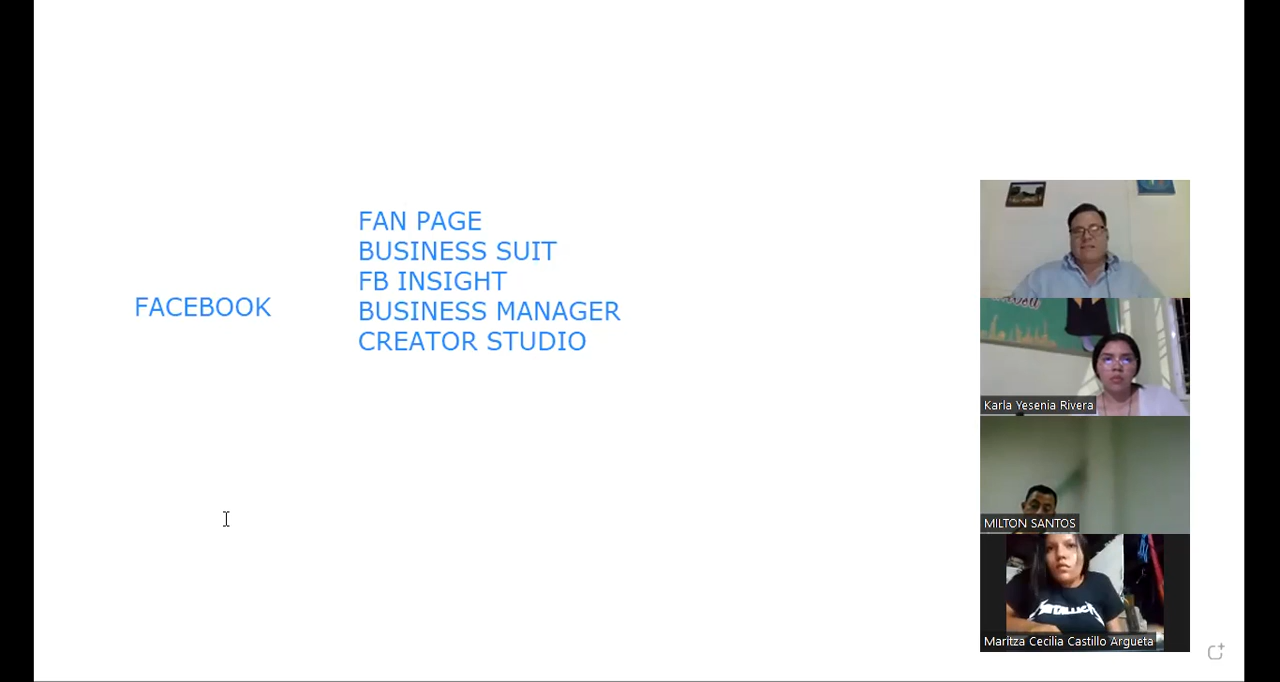 FAN PAGE
BUSINESS SUIT
FB INSIGHT
FACEBOOK
BUSINESS MANAGER
CREATOR STUDIO
Karla Yesenia Rivera
MILTON SANTOS
METALLICA
Maritza Cecilia Castillo Argueta